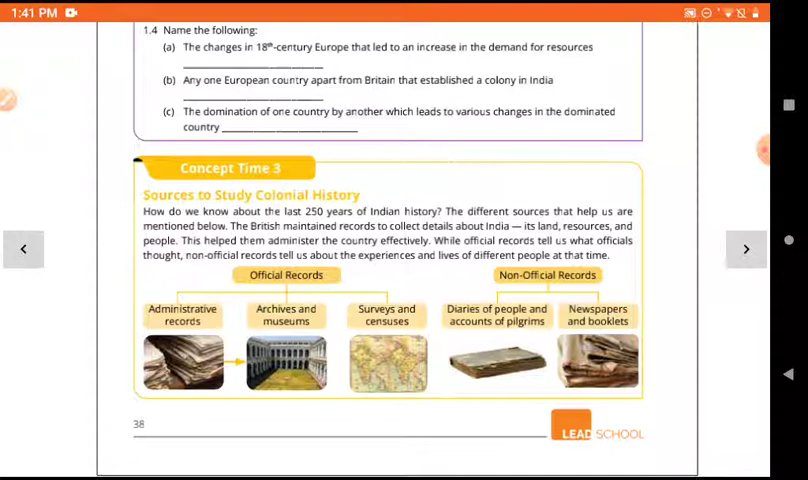 1:41 PM
1.4 Name the following:
(a) The changes in 18th-century Europe that led to an increase in the demand for resources
(b) Any one European country apart from Britain that established a colony in India
(c) The domination of one country by another which leads to various changes in the dominated
country
Concept Time 3
Sources to Study Colonial History
How do we know about the last 250 years of Indian history? The different sources that help us are
mentioned below. The British maintained records to collect details about India — its land, resources, and
people. This helped them administer the country effectively. While official records tell us what officials
thought, non-official records tell us about the experiences and lives of different people at that time.
Official Records
Non-Official Records
Administrative
records
Archives and
museums
Surveys and
censuses
Diaries of people and
accounts of pilgrims
Newspapers
and booklets
38
LEAD SCHOOL